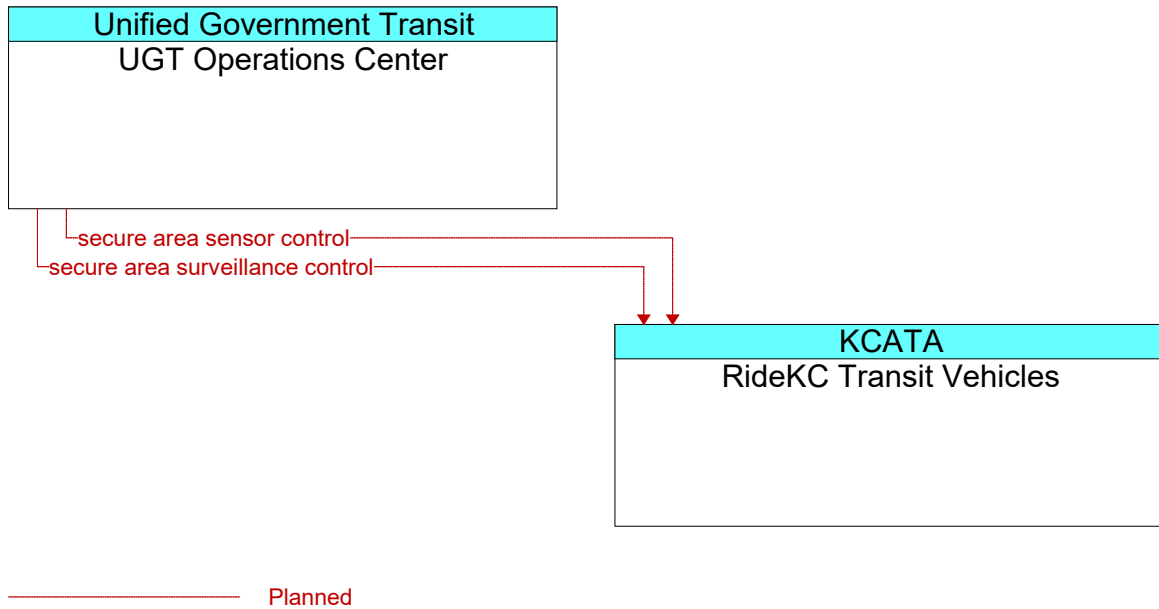 Unified Government Transit
UGT Operations Center
secure area sensor control
secure area surveillance control
KCATA
RideKC Transit Vehicles
Planned